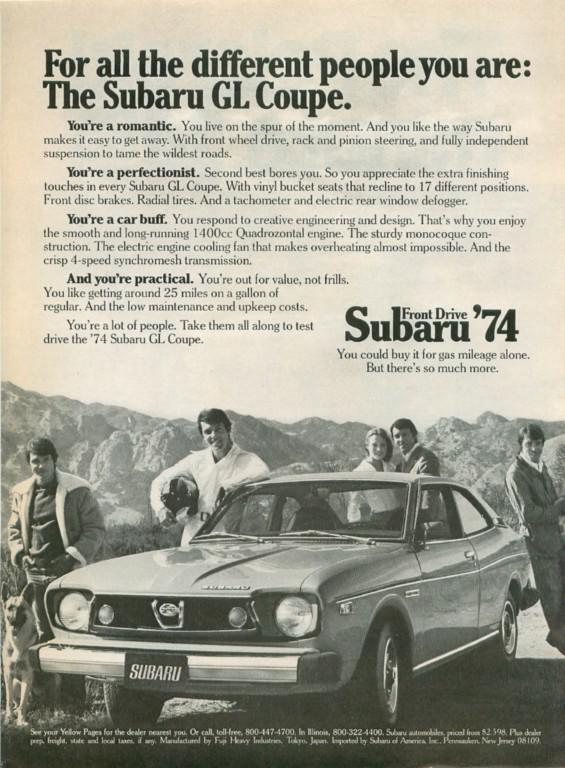 For all the different people you are:
The Subaru GL Coupe.
You're a romantic. You live on the spur of the moment. And you like the way Subaru
makes it easy to get away. With front wheel drive, rack and pinion steering, and fully independent
suspension to tame the wildest roads.
You're a perfectionist. Second best bores you. So you appreciate the extra finishing
touches in every Subaru GL Coupe. With vinyl bucket seats that recline to 17 different positions.
Front disc brakes. Radial tires. And a tachometer and electric rear window defogger.
You're a car buff. You respond to creative engineering and design. That's why you enjoy
the smooth and long-running 1400cc Quadrozontal engine. The sturdy monocoque con-
struction. The electric engine cooling fan that makes overheating almost impossible. And the
crisp 4-speed synchromesh transmission.
And you're practical. You're out for value, not frills.
You like getting around 25 miles on a gallon of
regular. And the low maintenance and upkeep costs.
You're a lot of people. Take them all along to test
drive the '74 Subaru GL Coupe.
Front Drive
Subaru '74
You could buy it for gas mileage alone.
But there's so much more.
SUBARU
SUBARU
See your Yellow Pages for the dealer nearest you. Or call, toll-free, 800-447-4700. In Illinois, 800-322-4400. Subaru automobiles, priced from $2,598. Plus dealer
prep, freight, state and local taxes, if any. Manufactured by Fuji Heavy Industries, Tokyo, Japan. Imported by Subaru of America, Inc., Pennsauken, New Jersey 08109.